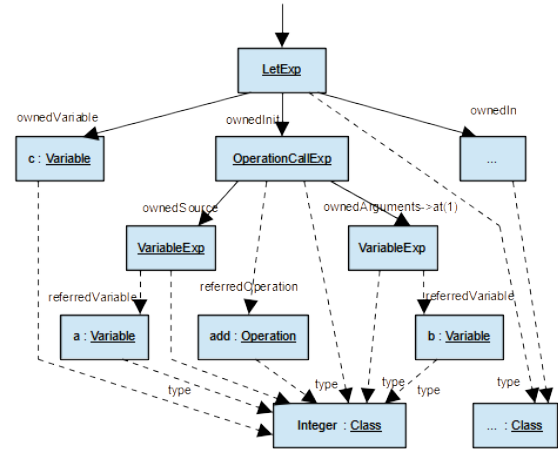 LetExp
ownedVariable
ownedInit
ownedIn
c : Variable
OperationCallExp
...
ownedSource
ownedArguments->at(1)
VariableExp
VariableExp
referredVariable
referredOperation
referredVariable
a : Variable
add : Operation
b : Variable
type
type
type
type
type
Integer : Class
... : Class